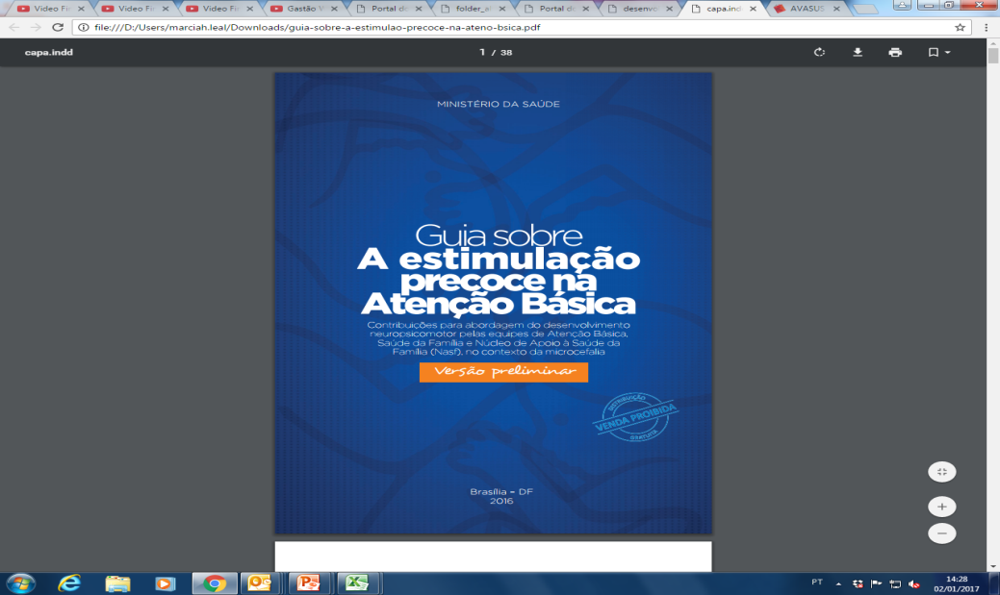 Video Fir
Video Fir
Video Fir
Gastão W
Portal do
folder_a
Portal d
desenvo
capa.ind
AVASUS
file:///D:/Users/marciah.leal/Downloads/guia-sobre-a-estimulao-precoce-na-ateno-bsica.pdf
capa.indd
1 / 38
MINISTÉRIO DA SAÚDE
Guia sobre
A estimulação
precoce na
Atenção Básica
Contribuições para abordagem do desenvolvimento
neuropsicomotor pelas equipes de Atenção Básica,
Saúde da Família e Núcleo de Apoio à Saúde da
Família (Nasf), no contexto da microcefalia
Versão preliminar
DISTRIBUIÇÃO
VENDA PROIBIDA
GRATUITA
Brasília – DF
2016
PT
14:28
02/01/2017